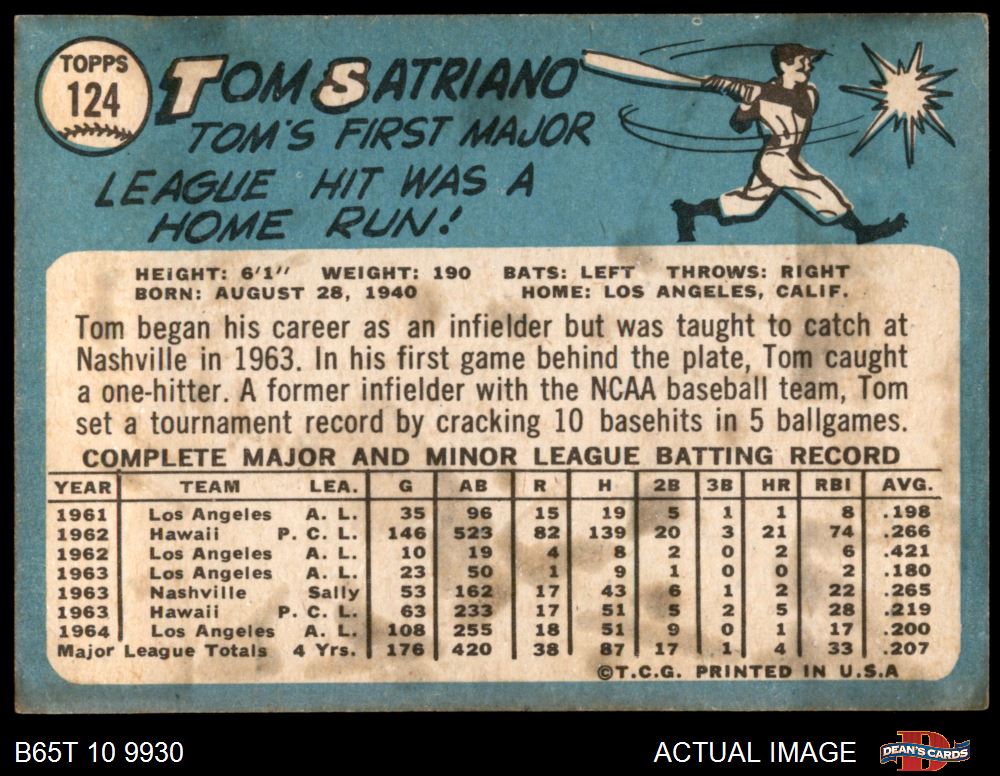 TOPPS
124
TOM SATRIANO
TOM'S FIRST MAJOR
LEAGUE HIT WAS A
HOME RUN!
HEIGHT: 6'1" WEIGHT: 190 BATS: LEFT THROWS: RIGHT
BORN: AUGUST 28, 1940 HOME: LOS ANGELES, CALIF.
Tom began his career as an infielder but was taught to catch at
Nashville in 1963. In his first game behind the plate, Tom caught
a one-hitter. A former infielder with the NCAA baseball team, Tom
set a tournament record by cracking 10 basehits in 5 ballgames.
COMPLETE MAJOR AND MINOR LEAGUE BATTING RECORD
YEAR TEAM LEA. G AB R H 2B 3B HR RBI AVG.
1961 Los Angeles A. L. 35 96 15 19 5 1 1 8 .198
1962 Hawaii P. C. L. 146 523 82 139 20 3 21 74 .266
1962 Los Angeles A. L. 10 19 4 8 2 0 2 6 .421
1963 Los Angeles A. L. 23 50 1 9 1 0 0 2 .180
1963 Nashville Sally 53 162 17 43 6 1 2 22 .265
1963 Hawaii P. C. L. 63 233 17 51 5 2 5 28 .219
1964 Los Angeles A. L. 108 255 18 51 9 0 1 17 .200
Major League Totals 4 Yrs. 176 420 38 87 17 1 4 33 .207
©T.C.G. PRINTED IN U.S.A
B65T 10 9930 ACTUAL IMAGE DEAN'S CARDS